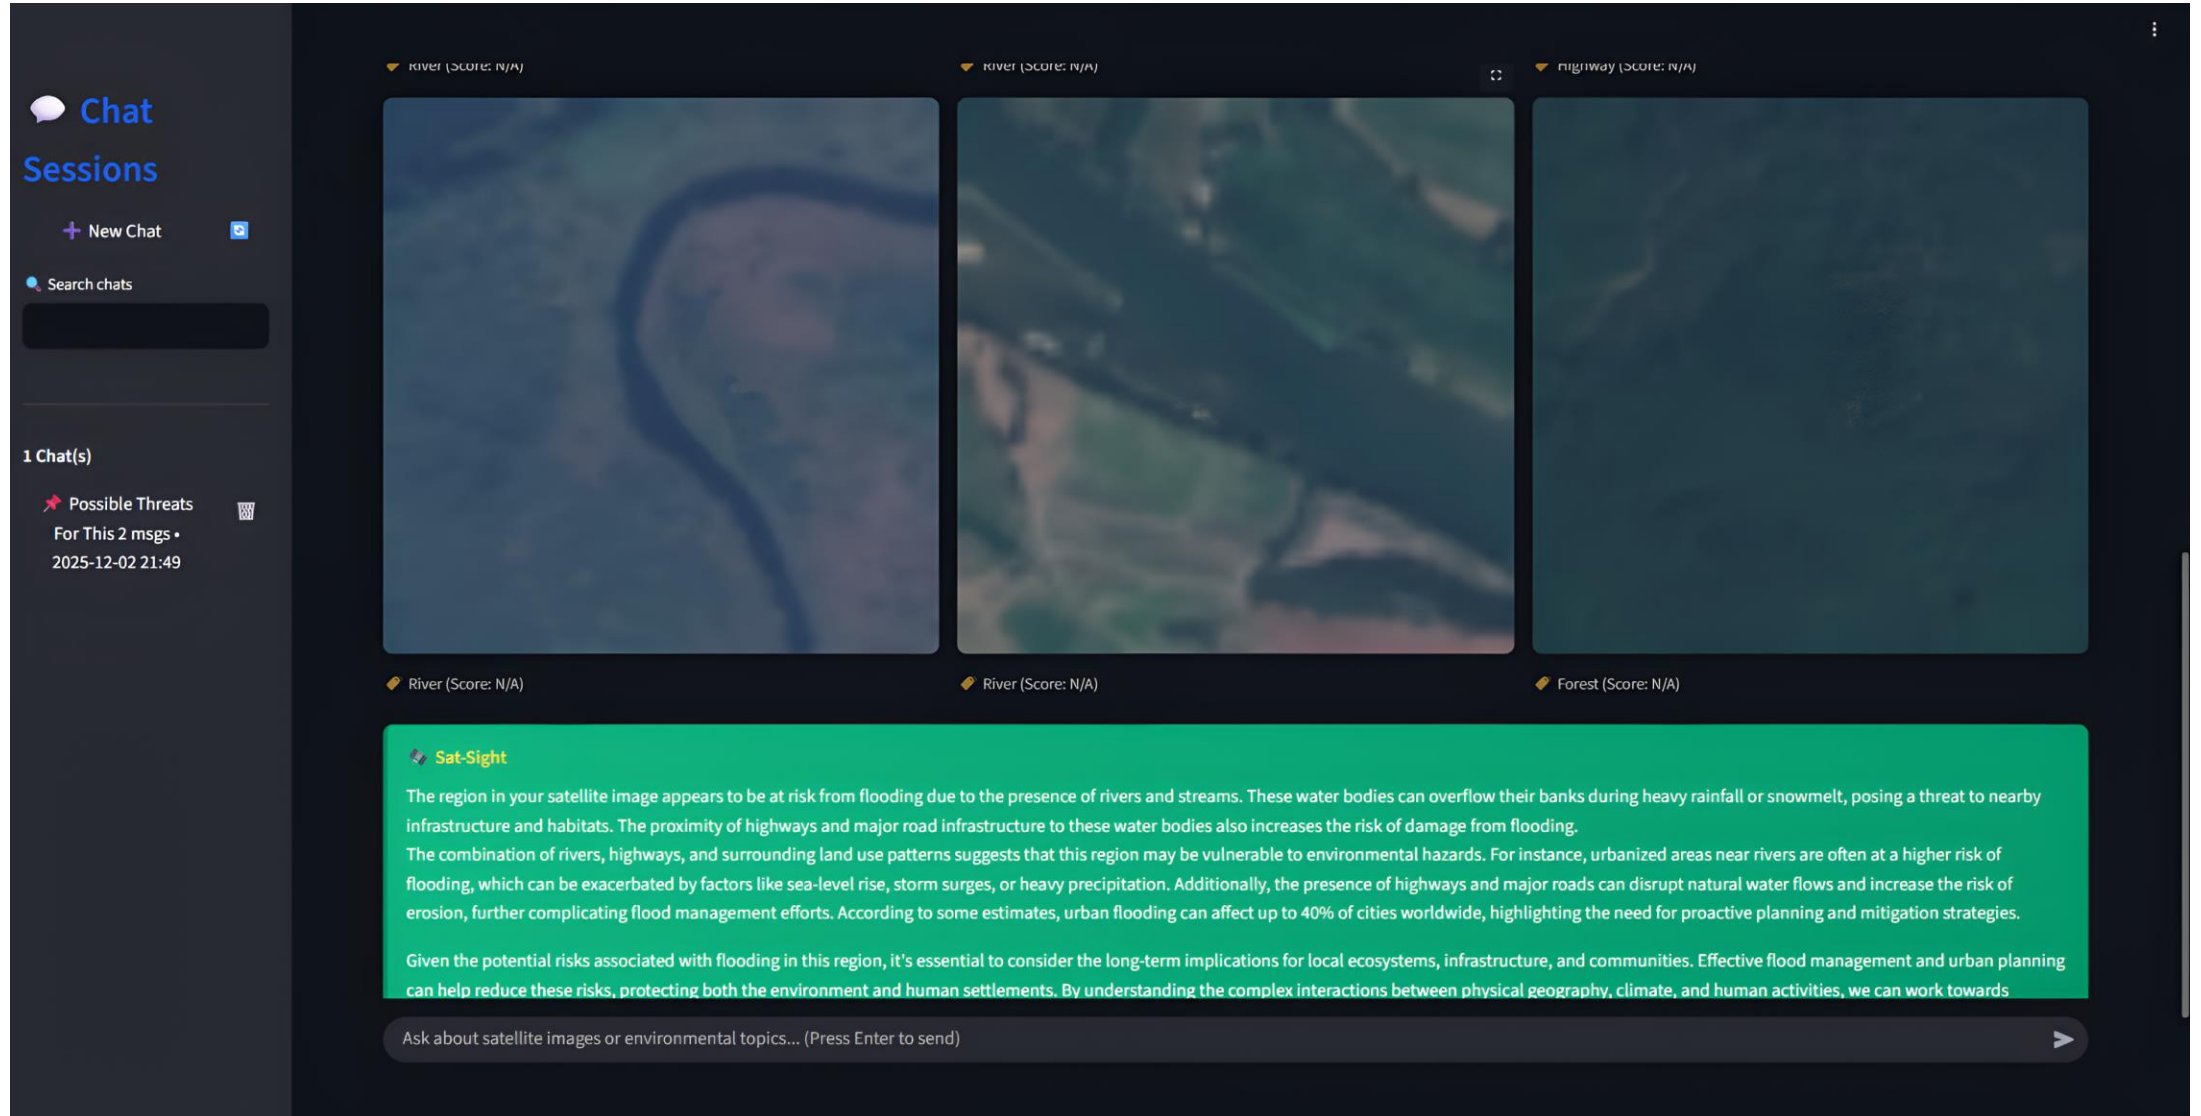 River (Score: N/A)
River (Score: N/A)
Highway (Score: N/A)
Chat
Sessions
New Chat
Search chats
1 Chat(s)
Possible Threats
For This 2 msgs •
2025-12-02 21:49
River (Score: N/A)
River (Score: N/A)
Forest (Score: N/A)
Sat-Sight
The region in your satellite image appears to be at risk from flooding due to the presence of rivers and streams. These water bodies can overflow their banks during heavy rainfall or snowmelt, posing a threat to nearby
infrastructure and habitats. The proximity of highways and major road infrastructure to these water bodies also increases the risk of damage from flooding.
The combination of rivers, highways, and surrounding land use patterns suggests that this region may be vulnerable to environmental hazards. For instance, urbanized areas near rivers are often at a higher risk of
flooding, which can be exacerbated by factors like sea-level rise, storm surges, or heavy precipitation. Additionally, the presence of highways and major roads can disrupt natural water flows and increase the risk of
erosion, further complicating flood management efforts. According to some estimates, urban flooding can affect up to 40% of cities worldwide, highlighting the need for proactive planning and mitigation strategies.
Given the potential risks associated with flooding in this region, it's essential to consider the long-term implications for local ecosystems, infrastructure, and communities. Effective flood management and urban planning
can help reduce these risks, protecting both the environment and human settlements. By understanding the complex interactions between physical geography, climate, and human activities, we can work towards
Ask about satellite images or environmental topics... (Press Enter to send)